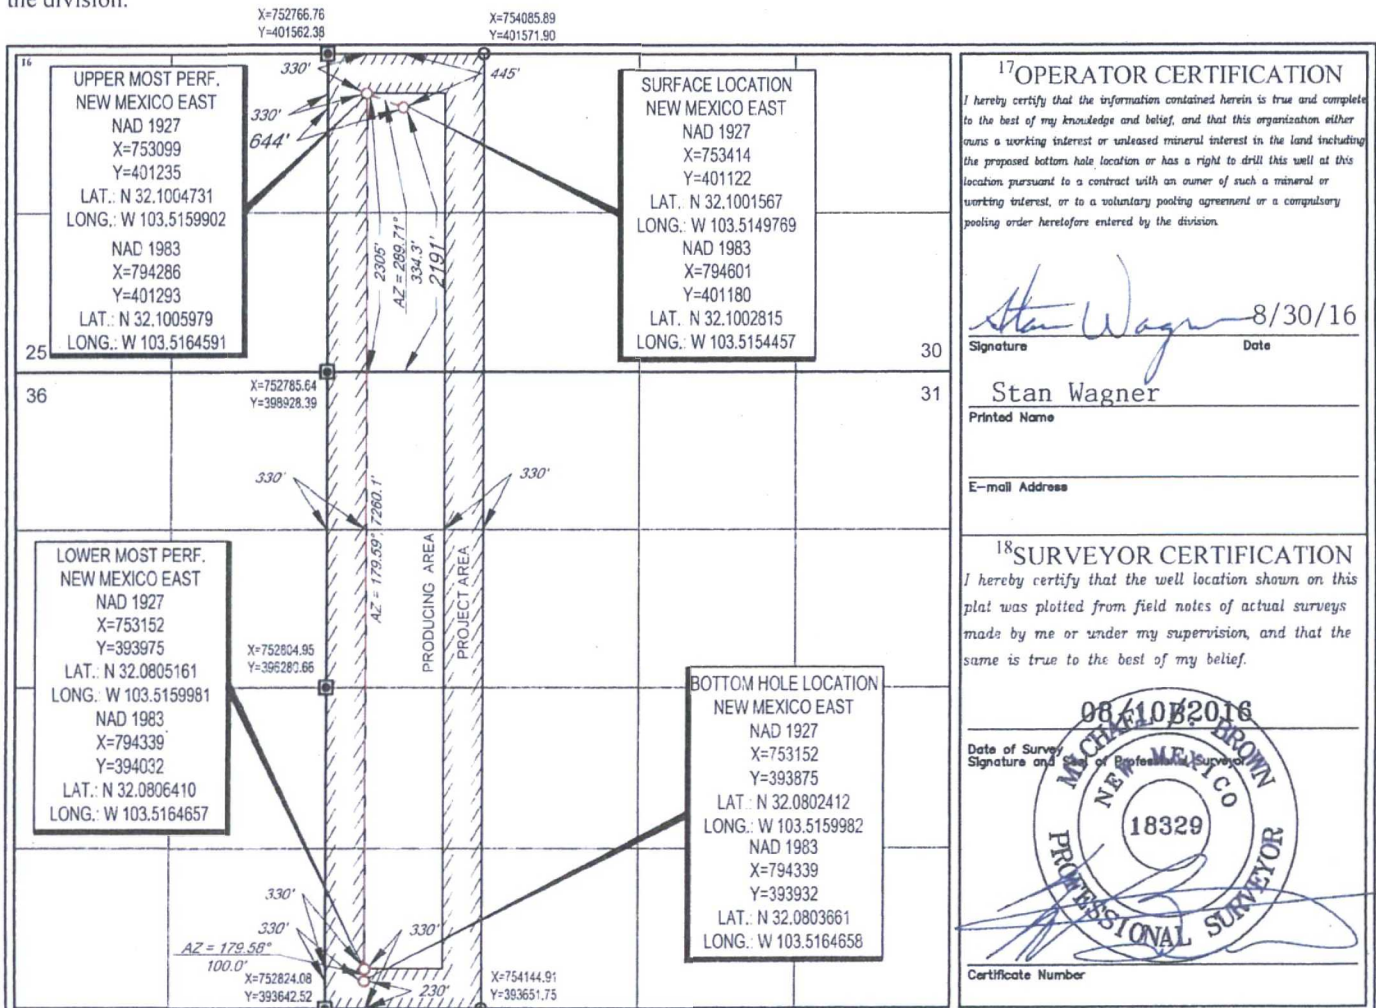 the division.
X=752766.76
Y=401562.38
X=754085.89
Y=401571.90
16
UPPER MOST PERF.
NEW MEXICO EAST
NAD 1927
X=753099
Y=401235
LAT.: N 32.1004731
LONG.: W 103.5159902
NAD 1983
X=794286
Y=401293
LAT.: N 32.1005979
LONG.: W 103.5164591
330'
330'
644'
445'
2305'
AZ = 289.71°
334.3'
2191'
SURFACE LOCATION
NEW MEXICO EAST
NAD 1927
X=753414
Y=401122
LAT.: N 32.1001567
LONG.: W 103.5149769
NAD 1983
X=794601
Y=401180
LAT.: N 32.1002815
LONG.: W 103.5154457
25
30
36
31
X=752785.64
Y=398928.39
330'
330'
AZ = 179.59°, 7260.1'
PRODUCING AREA
PROJECT AREA
LOWER MOST PERF.
NEW MEXICO EAST
NAD 1927
X=753152
Y=393975
LAT.: N 32.0805161
LONG.: W 103.5159981
NAD 1983
X=794339
Y=394032
LAT.: N 32.0806410
LONG.: W 103.5164657
X=752804.95
Y=396280.66
BOTTOM HOLE LOCATION
NEW MEXICO EAST
NAD 1927
X=753152
Y=393875
LAT.: N 32.0802412
LONG.: W 103.5159982
NAD 1983
X=794339
Y=393932
LAT.: N 32.0803661
LONG.: W 103.5164658
330'
330'
330'
AZ = 179.58°
100.0'
230'
X=752824.08
Y=393642.52
X=754144.91
Y=393651.75
17 OPERATOR CERTIFICATION
I hereby certify that the information contained herein is true and complete
to the best of my knowledge and belief, and that this organization either
owns a working interest or unleased mineral interest in the land including
the proposed bottom hole location or has a right to drill this well at this
location pursuant to a contract with an owner of such a mineral or
working interest, or to a voluntary pooling agreement or a compulsory
pooling order heretofore entered by the division.
Stan Wagner 8/30/16
Signature Date
Stan Wagner
Printed Name
E-mail Address
18 SURVEYOR CERTIFICATION
I hereby certify that the well location shown on this
plat was plotted from field notes of actual surveys
made by me or under my supervision, and that the
same is true to the best of my belief.
08/10/2016
Date of Survey
Signature and Seal of Professional Surveyor
MICHAEL BROWN
NEW MEXICO
18329
PROFESSIONAL SURVEYOR
Certificate Number